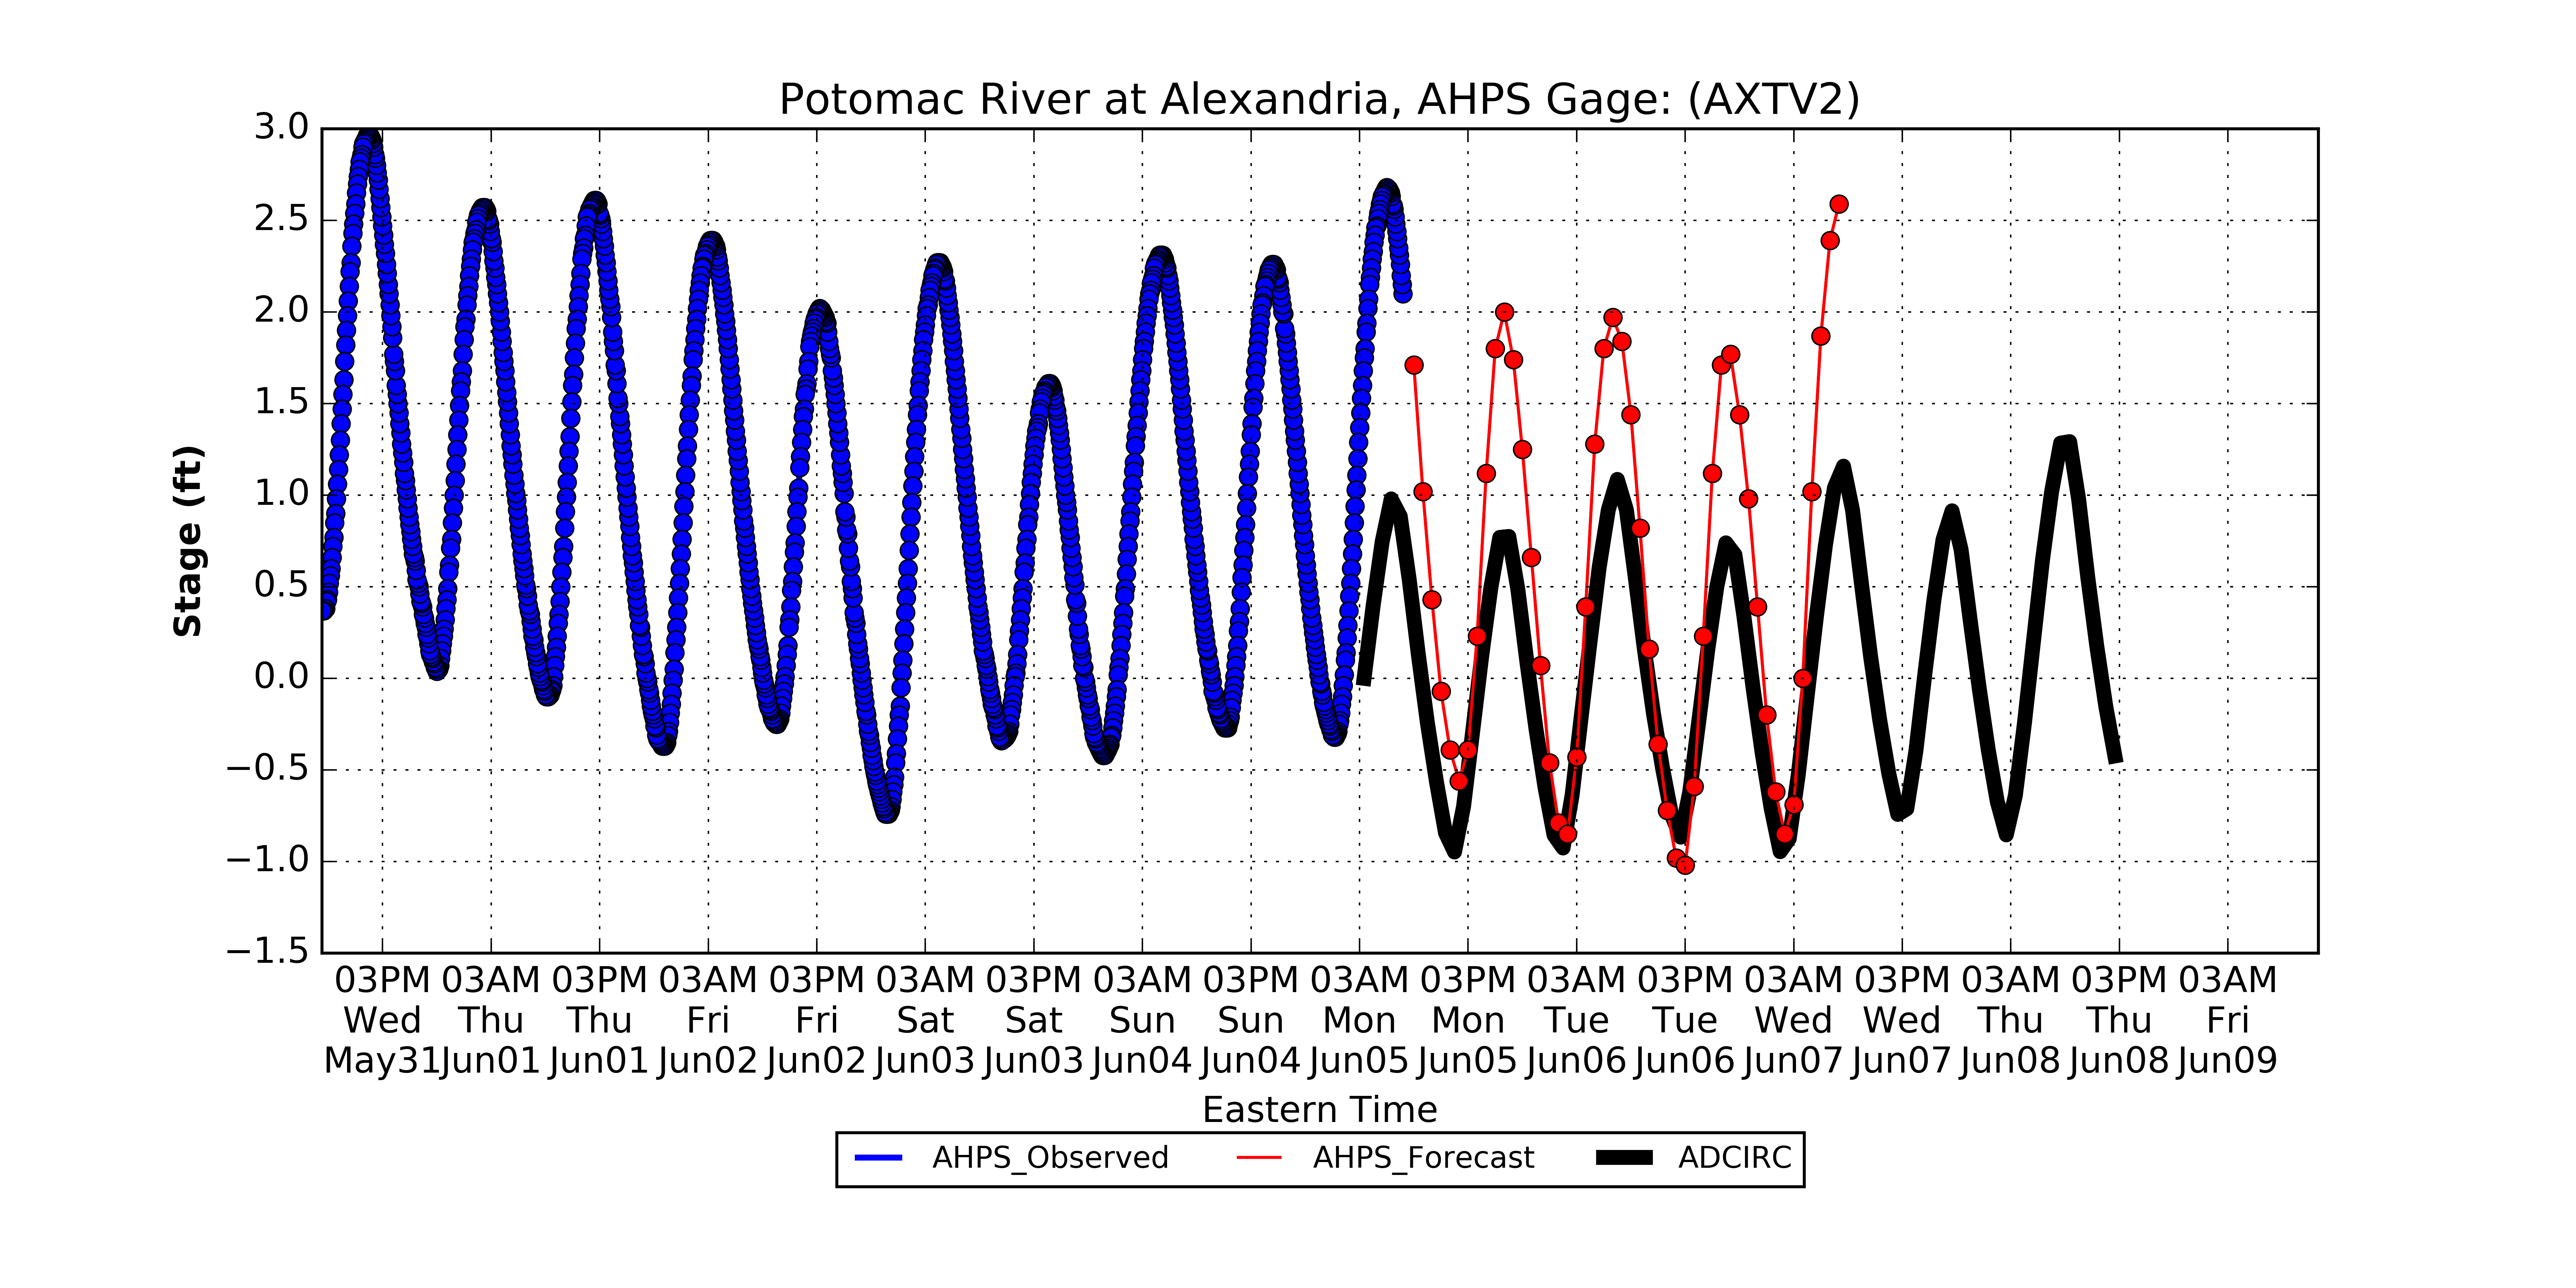 Potomac River at Alexandria, AHPS Gage: (AXTV2)
3.0
2.5
2.0
1.5
1.0
0.5
0.0
−0.5
−1.0
−1.5
Stage (ft)
03PM 03AM 03PM 03AM 03PM 03AM 03PM 03AM 03PM 03AM 03PM 03AM 03PM 03AM 03PM 03AM 03PM 03AM
Wed Thu Thu Fri Fri Sat Sat Sun Sun Mon Mon Tue Tue Wed Wed Thu Thu Fri
May31 Jun01 Jun01 Jun02 Jun02 Jun03 Jun03 Jun04 Jun04 Jun05 Jun05 Jun06 Jun06 Jun07 Jun07 Jun08 Jun08 Jun09
Eastern Time
AHPS_Observed AHPS_Forecast ADCIRC